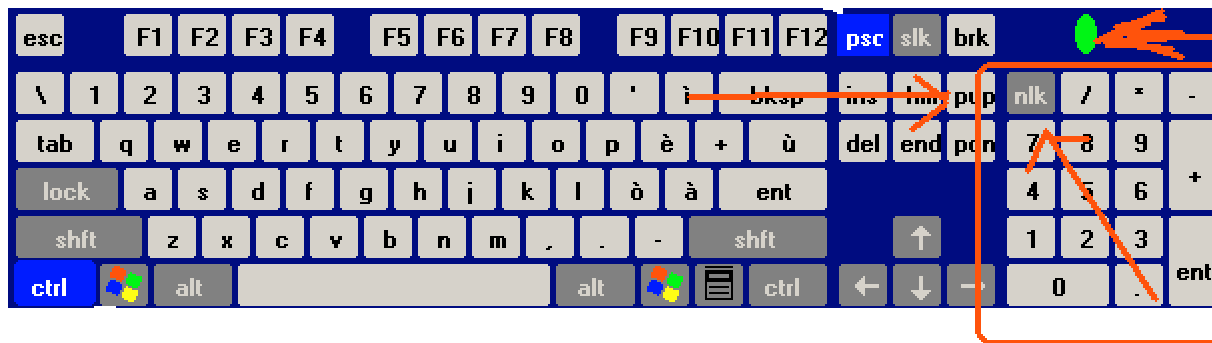 esc F1 F2 F3 F4 F5 F6 F7 F8 F9 F10 F11 F12 psc slk brk
\ 1 2 3 4 5 6 7 8 9 0 ' ì bksp ins hm pup nlk / * -
tab q w e r t y u i o p è + ù del end pdn 7 8 9
lock a s d f g h j k l ò à ent 4 5 6 +
shft z x c v b n m , . - shft ↑ 1 2 3
ctrl alt alt ctrl ← ↓ → 0 . ent